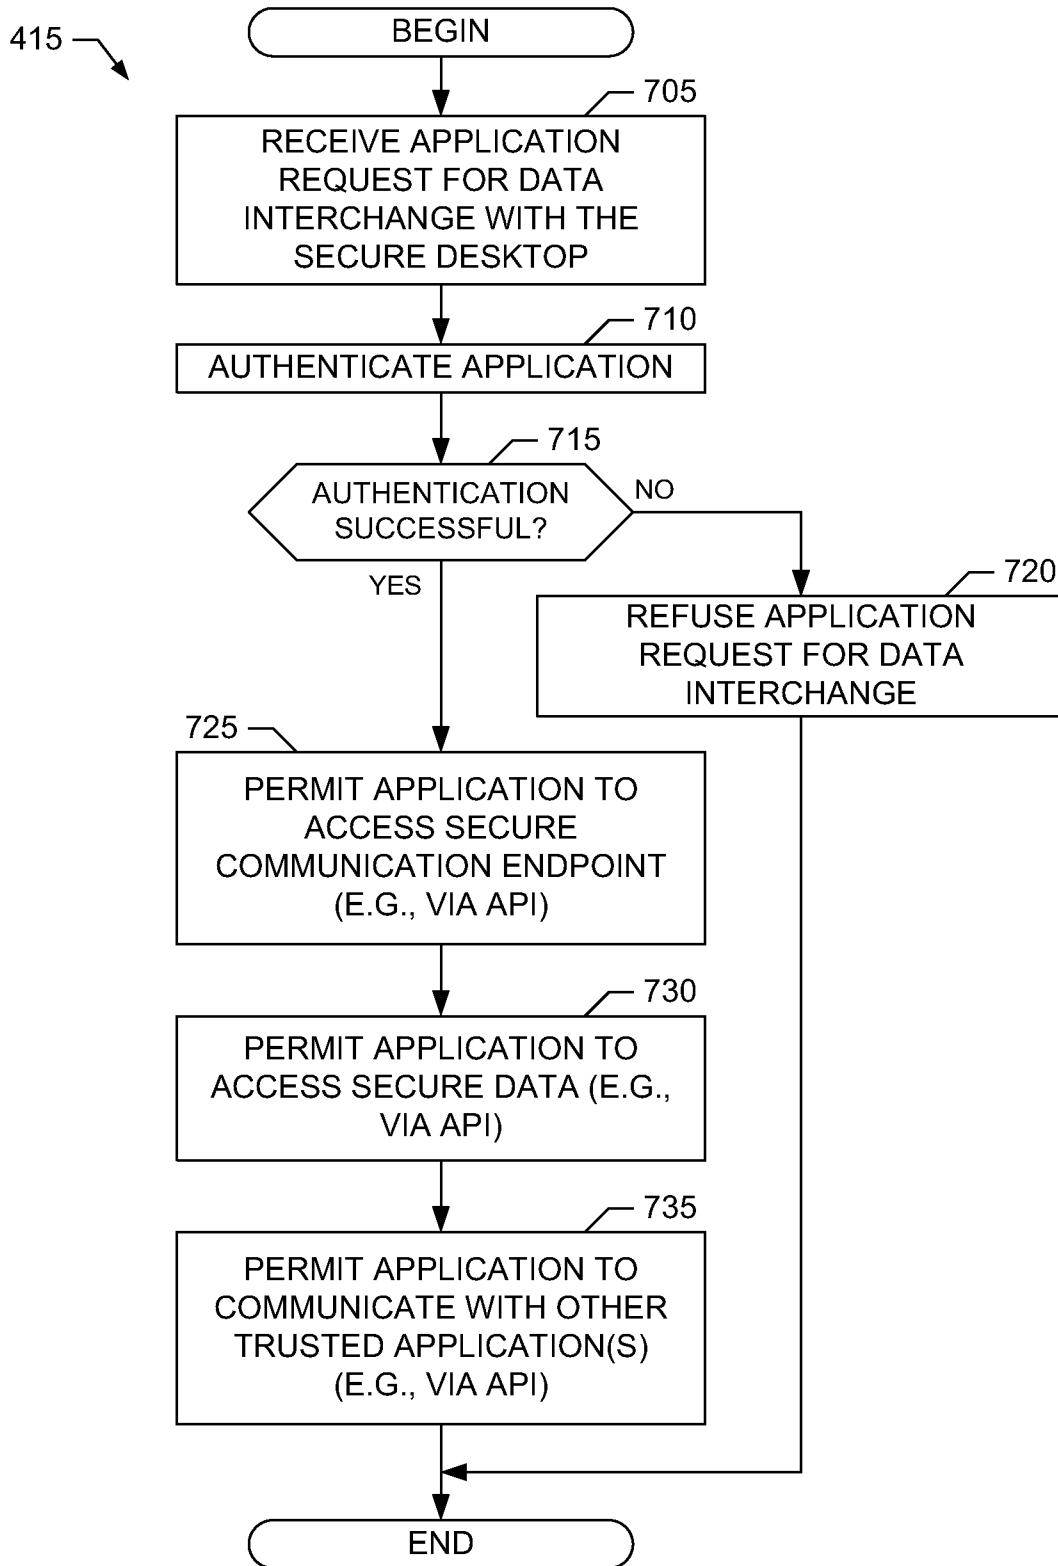 415
BEGIN
705
RECEIVE APPLICATION
REQUEST FOR DATA
INTERCHANGE WITH THE
SECURE DESKTOP
710
AUTHENTICATE APPLICATION
715
AUTHENTICATION
SUCCESSFUL?
NO
YES
720
REFUSE APPLICATION
REQUEST FOR DATA
INTERCHANGE
725
PERMIT APPLICATION TO
ACCESS SECURE
COMMUNICATION ENDPOINT
(E.G., VIA API)
730
PERMIT APPLICATION TO
ACCESS SECURE DATA (E.G.,
VIA API)
735
PERMIT APPLICATION TO
COMMUNICATE WITH OTHER
TRUSTED APPLICATION(S)
(E.G., VIA API)
END